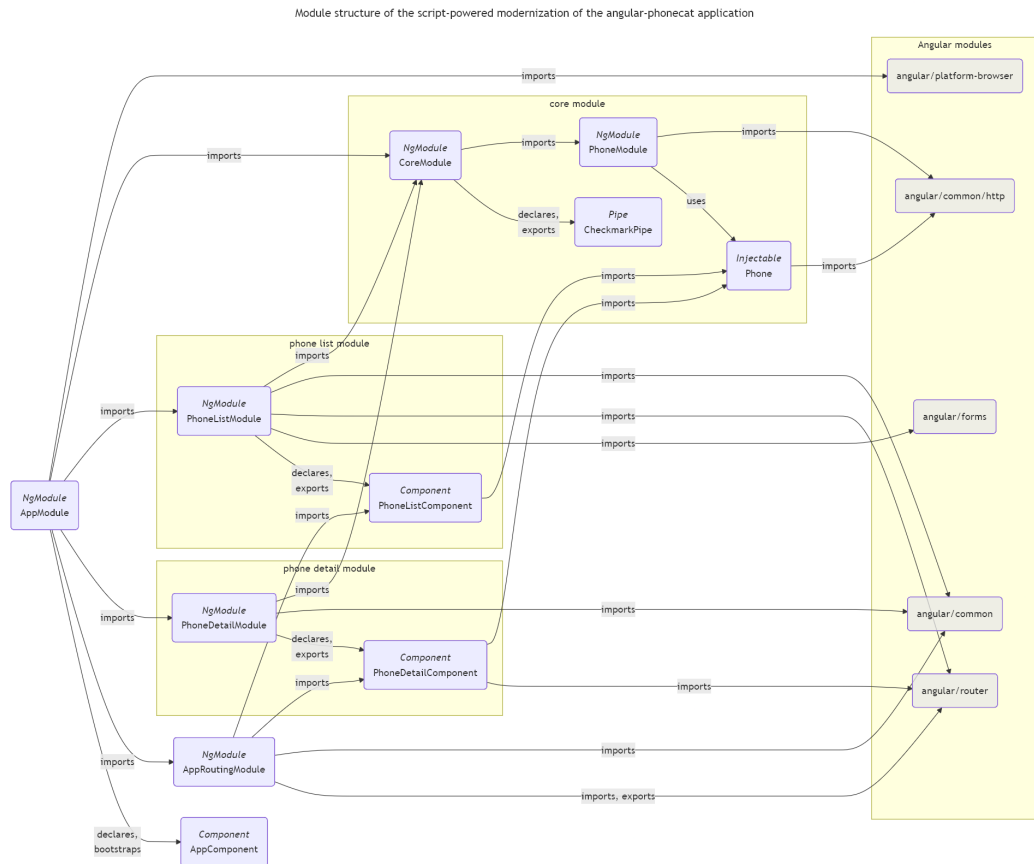 Module structure of the script-powered modernization of the angular-phonecat application
Angular modules
angular/platform-browser
imports
core module
NgModule
CoreModule
imports
NgModule
PhoneModule
imports
imports
angular/common/http
declares,
exports
Pipe
CheckmarkPipe
uses
Injectable
Phone
imports
imports
imports
phone list module
imports
NgModule
PhoneListModule
imports
imports
imports
imports
angular/forms
declares,
exports
Component
PhoneListComponent
imports
NgModule
AppModule
phone detail module
imports
NgModule
PhoneDetailModule
imports
imports
angular/common
declares,
exports
Component
PhoneDetailComponent
imports
imports
angular/router
NgModule
AppRoutingModule
imports
imports
imports, exports
declares,
bootstraps
Component
AppComponent